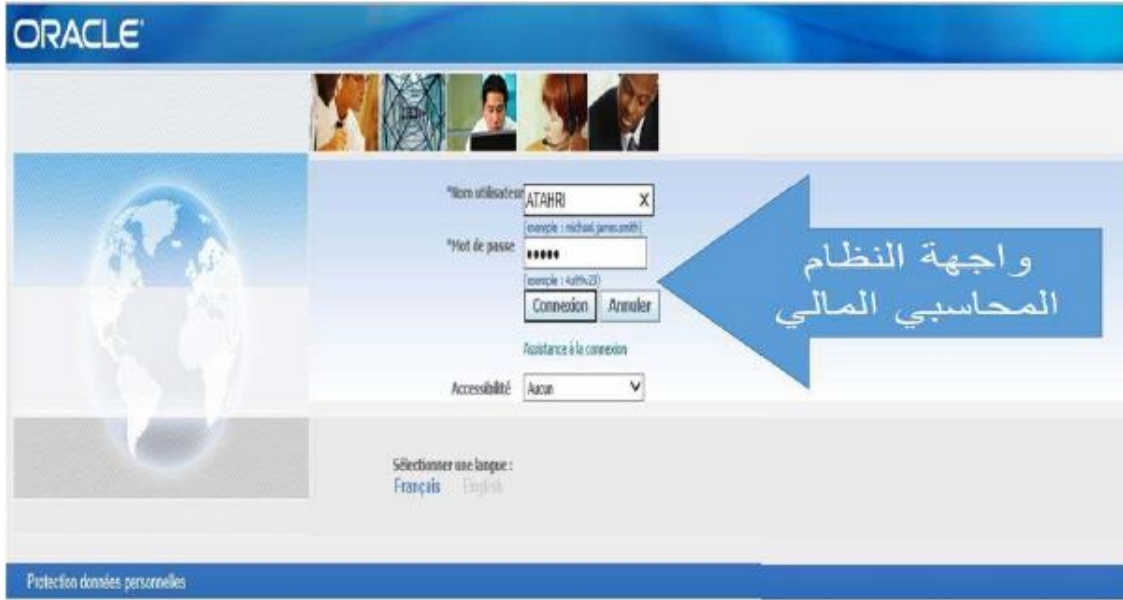 ORACLE
*Nom utilisateur ATAHRI X
(exemple : michael.james.smith)
*Mot de passe •••••
(exemple : 4u99v23)
Connexion Annuler
Assistance à la connexion
Accessibilité Aucun
Sélectionner une langue :
Français English
واجهة النظام
المحاسبي المالي
Protection données personnelles